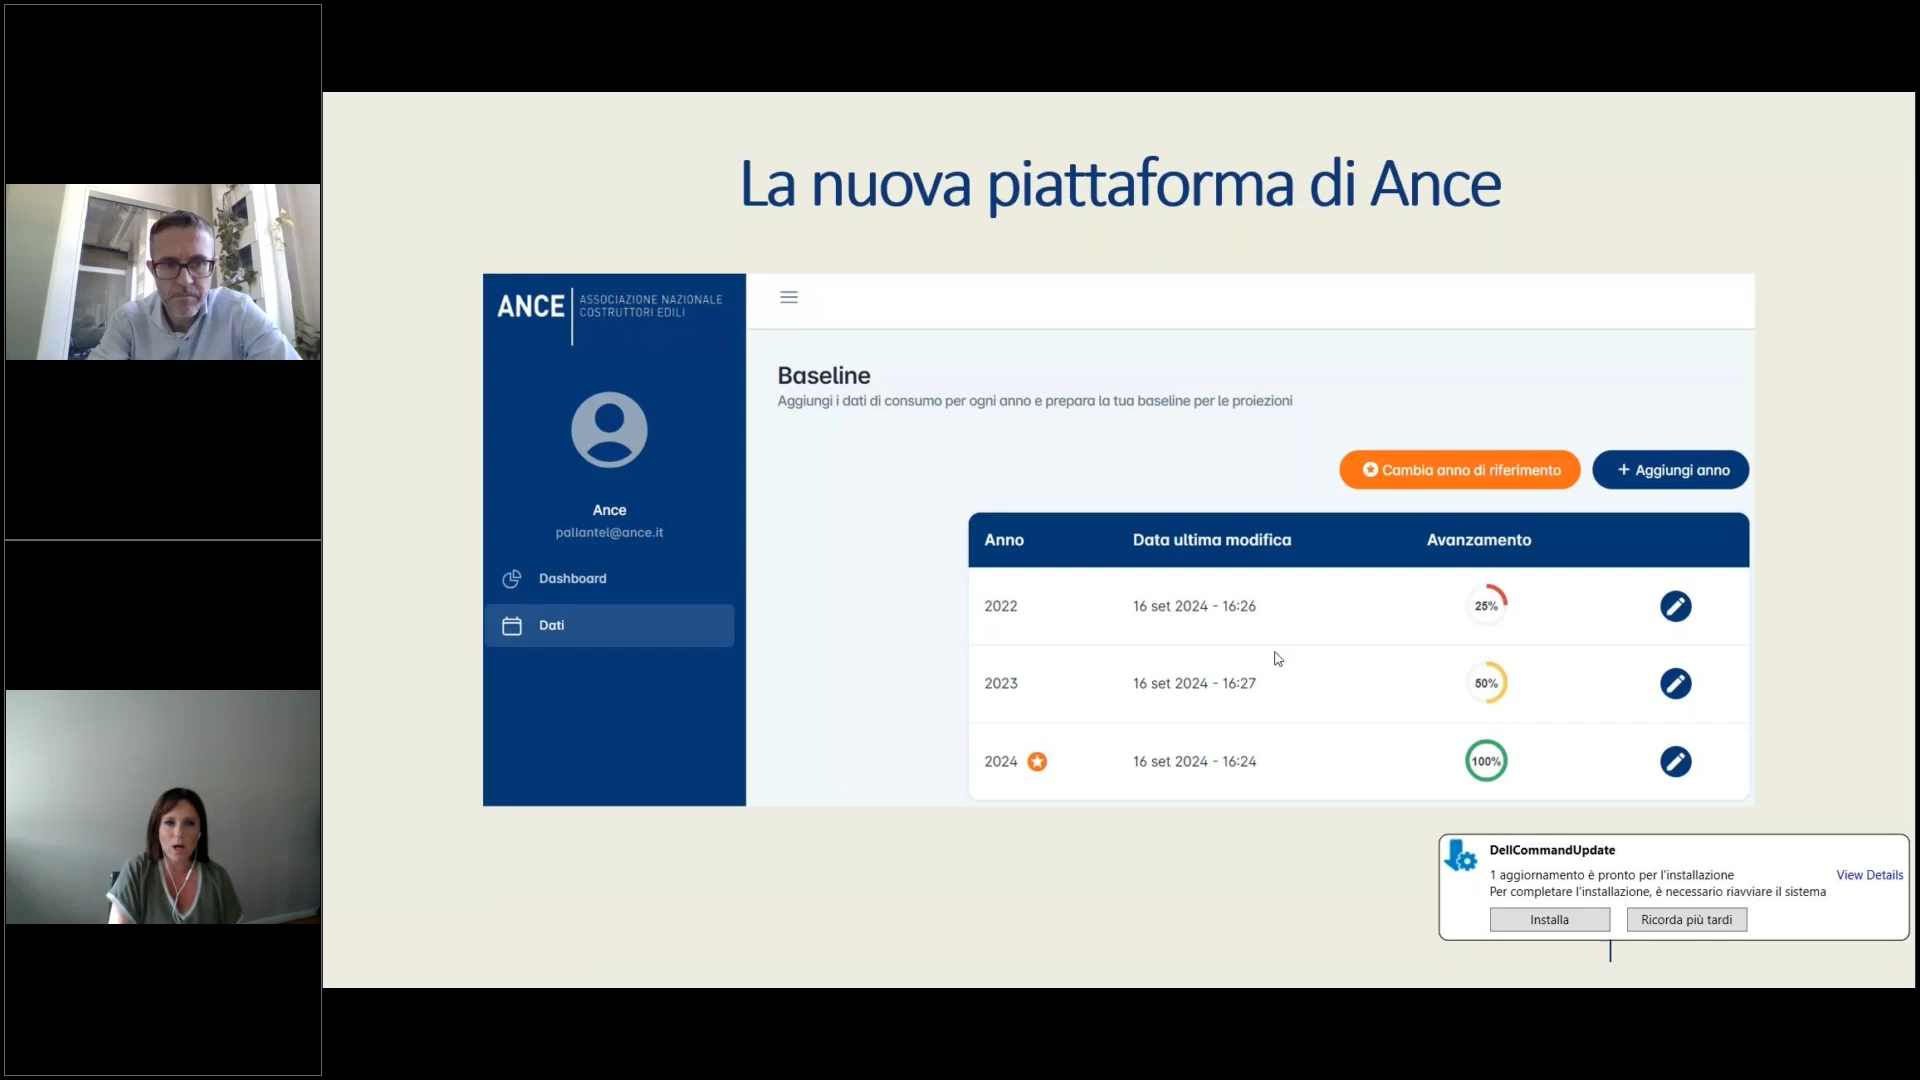 La nuova piattaforma di Ance
ANCE
ASSOCIAZIONE NAZIONALE
COSTRUTTORI EDILI
Ance
pallantel@ance.it
Dashboard
Dati
Baseline
Aggiungi i dati di consumo per ogni anno e prepara la tua baseline per le proiezioni
Cambia anno di riferimento
+ Aggiungi anno
Anno Data ultima modifica Avanzamento
2022 16 set 2024 - 16:26 25%
2023 16 set 2024 - 16:27 50%
2024 16 set 2024 - 16:24 100%
DellCommandUpdate
1 aggiornamento è pronto per l'installazione View Details
Per completare l'installazione, è necessario riavviare il sistema
Installa Ricorda più tardi